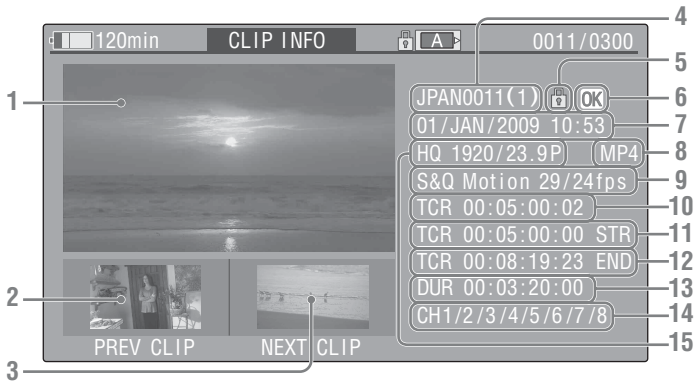 4
120min CLIP INFO A 0011/0300
5
1 JPAN0011(1) OK 6
01/JAN/2009 10:53 7
HQ 1920/23.9P MP4 8
S&Q Motion 29/24fps 9
TCR 00:05:00:02 10
TCR 00:05:00:00 STR 11
TCR 00:08:19:23 END 12
2 DUR 00:03:20:00 13
CH1/2/3/4/5/6/7/8 14
PREV CLIP NEXT CLIP 15
3